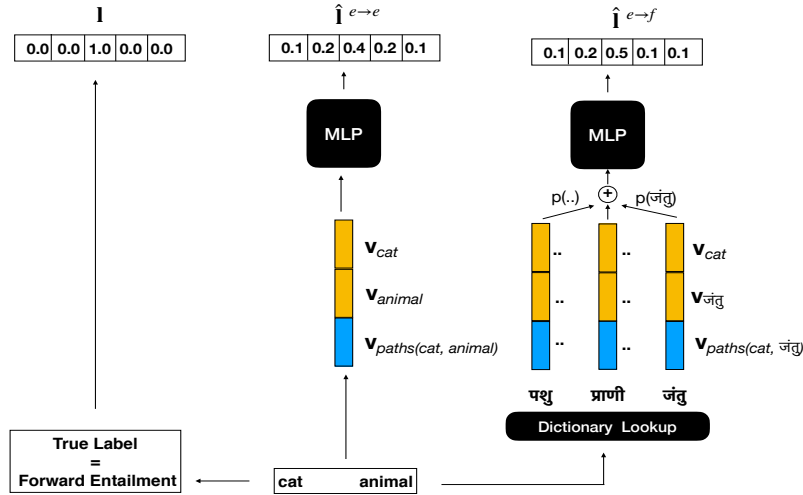 l
l̂ e→e
l̂ e→f
0.0 0.0 1.0 0.0 0.0
0.1 0.2 0.4 0.2 0.1
0.1 0.2 0.5 0.1 0.1
MLP
MLP
p(..)
+
p(जंतु)
v cat
v animal
v paths(cat, animal)
.. ..
v cat
.. ..
v जंतु
.. ..
v paths(cat, जंतु)
पशु प्राणी जंतु
Dictionary Lookup
True Label
=
Forward Entailment
cat animal